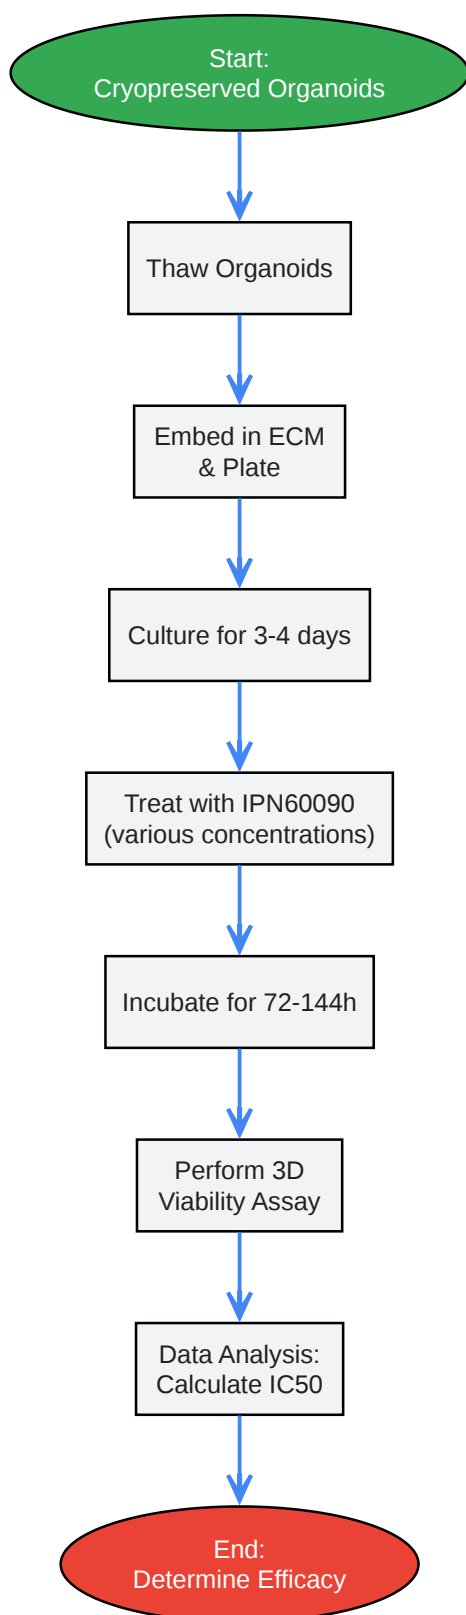 Start:
Cryopreserved Organoids
Thaw Organoids
Embed in ECM
& Plate
Culture for 3-4 days
Treat with IPN60090
(various concentrations)
Incubate for 72-144h
Perform 3D
Viability Assay
Data Analysis:
Calculate IC50
End:
Determine Efficacy